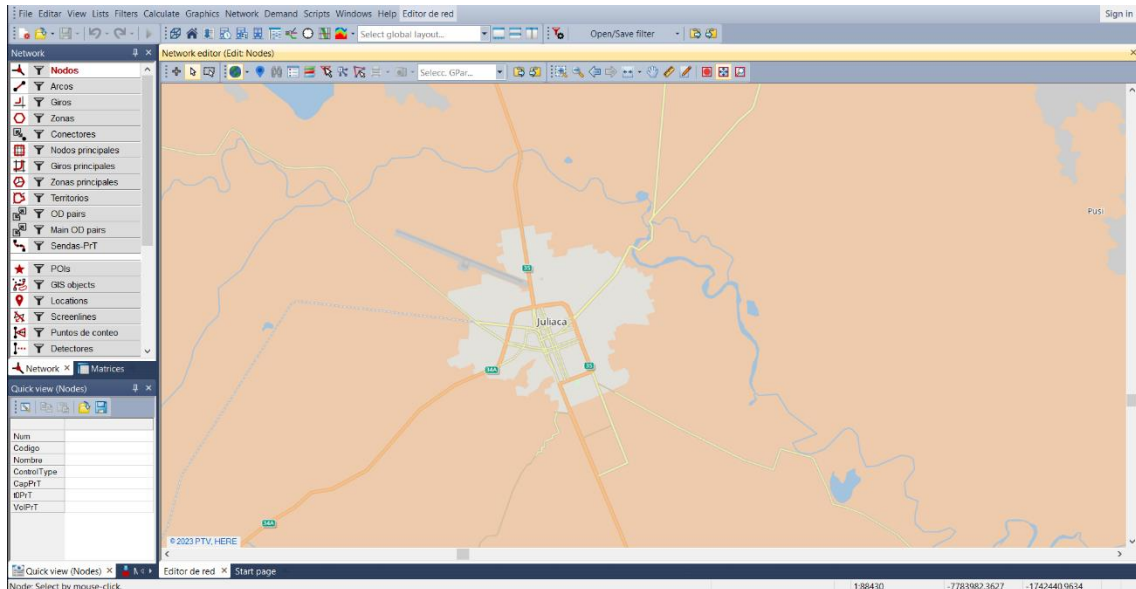 File Editar View Lists Filters Calculate Graphics Network Demand Scripts Windows Help Editor de red
Sign in
Select global layout...
Open/Save filter
Network
Network editor (Edit: Nodes)
Nodos
Selecc. GPar...
Arcos
Giros
Zonas
Conectores
Nodos principales
Giros principales
Zonas principales
Territorios
OD pairs
Main OD pairs
Sendas-PrT
POIs
GIS objects
Locations
Screenlines
Puntos de conteo
Detectores
Network
Matrices
Pusi
Juliaca
34A
Quick view (Nodes)
Num
Codigo
Nombre
ControlType
CapPrT
t0PrT
VolPrT
© 2023 PTV, HERE
Quick view (Nodes)
Editor de red
Start page
Node: Select by mouse-click.
1:88430
-7783982.3627
-1742440.9634